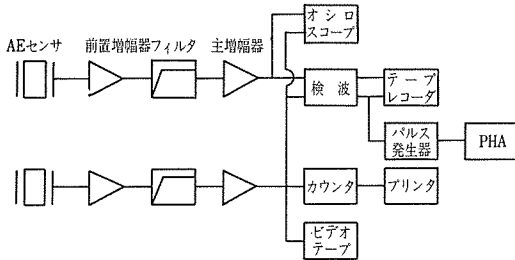 オシロ
スコープ
AEセンサ
前置増幅器
フィルタ
主増幅器
検波
テープ
レコーダ
パルス
発生器
PHA
カウンタ
プリンタ
ビデオ
テープ